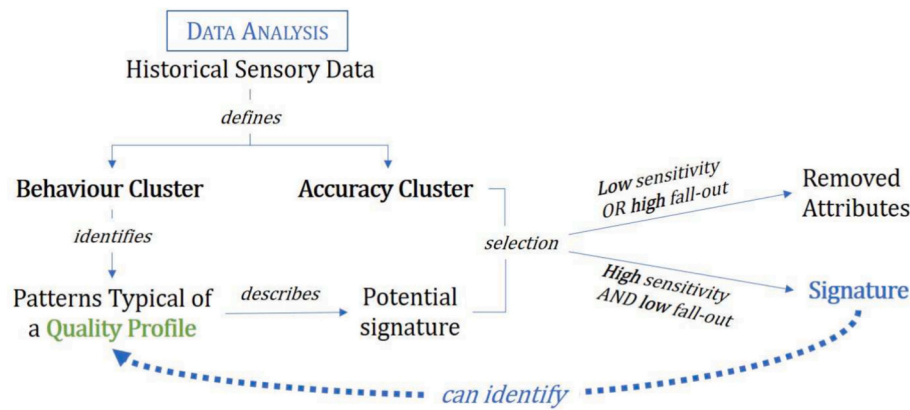 DATA ANALYSIS
Historical Sensory Data
defines
Behaviour Cluster
Accuracy Cluster
identifies
Patterns Typical of
a Quality Profile
describes
Potential
signature
selection
Low sensitivity
OR high fall-out
Removed
Attributes
High sensitivity
AND low fall-out
Signature
can identify